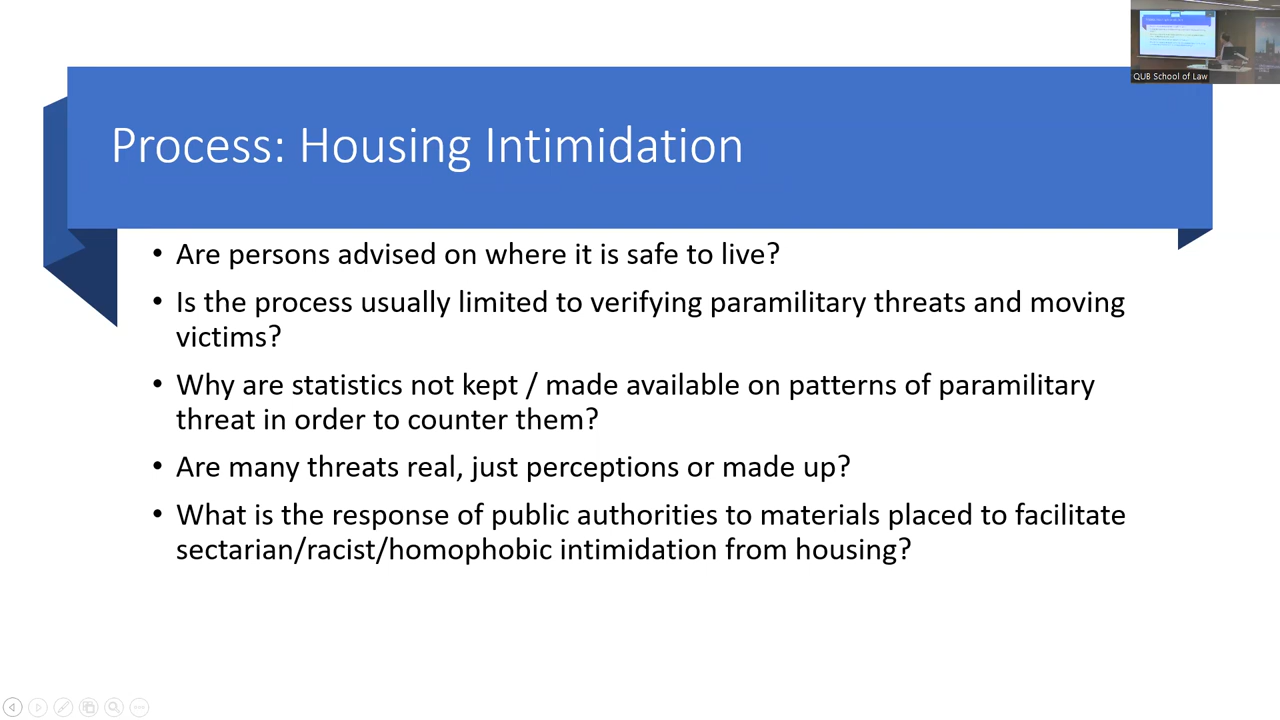 QUB School of Law
Process: Housing Intimidation
• Are persons advised on where it is safe to live?
• Is the process usually limited to verifying paramilitary threats and moving
victims?
• Why are statistics not kept / made available on patterns of paramilitary
threat in order to counter them?
• Are many threats real, just perceptions or made up?
• What is the response of public authorities to materials placed to facilitate
sectarian/racist/homophobic intimidation from housing?